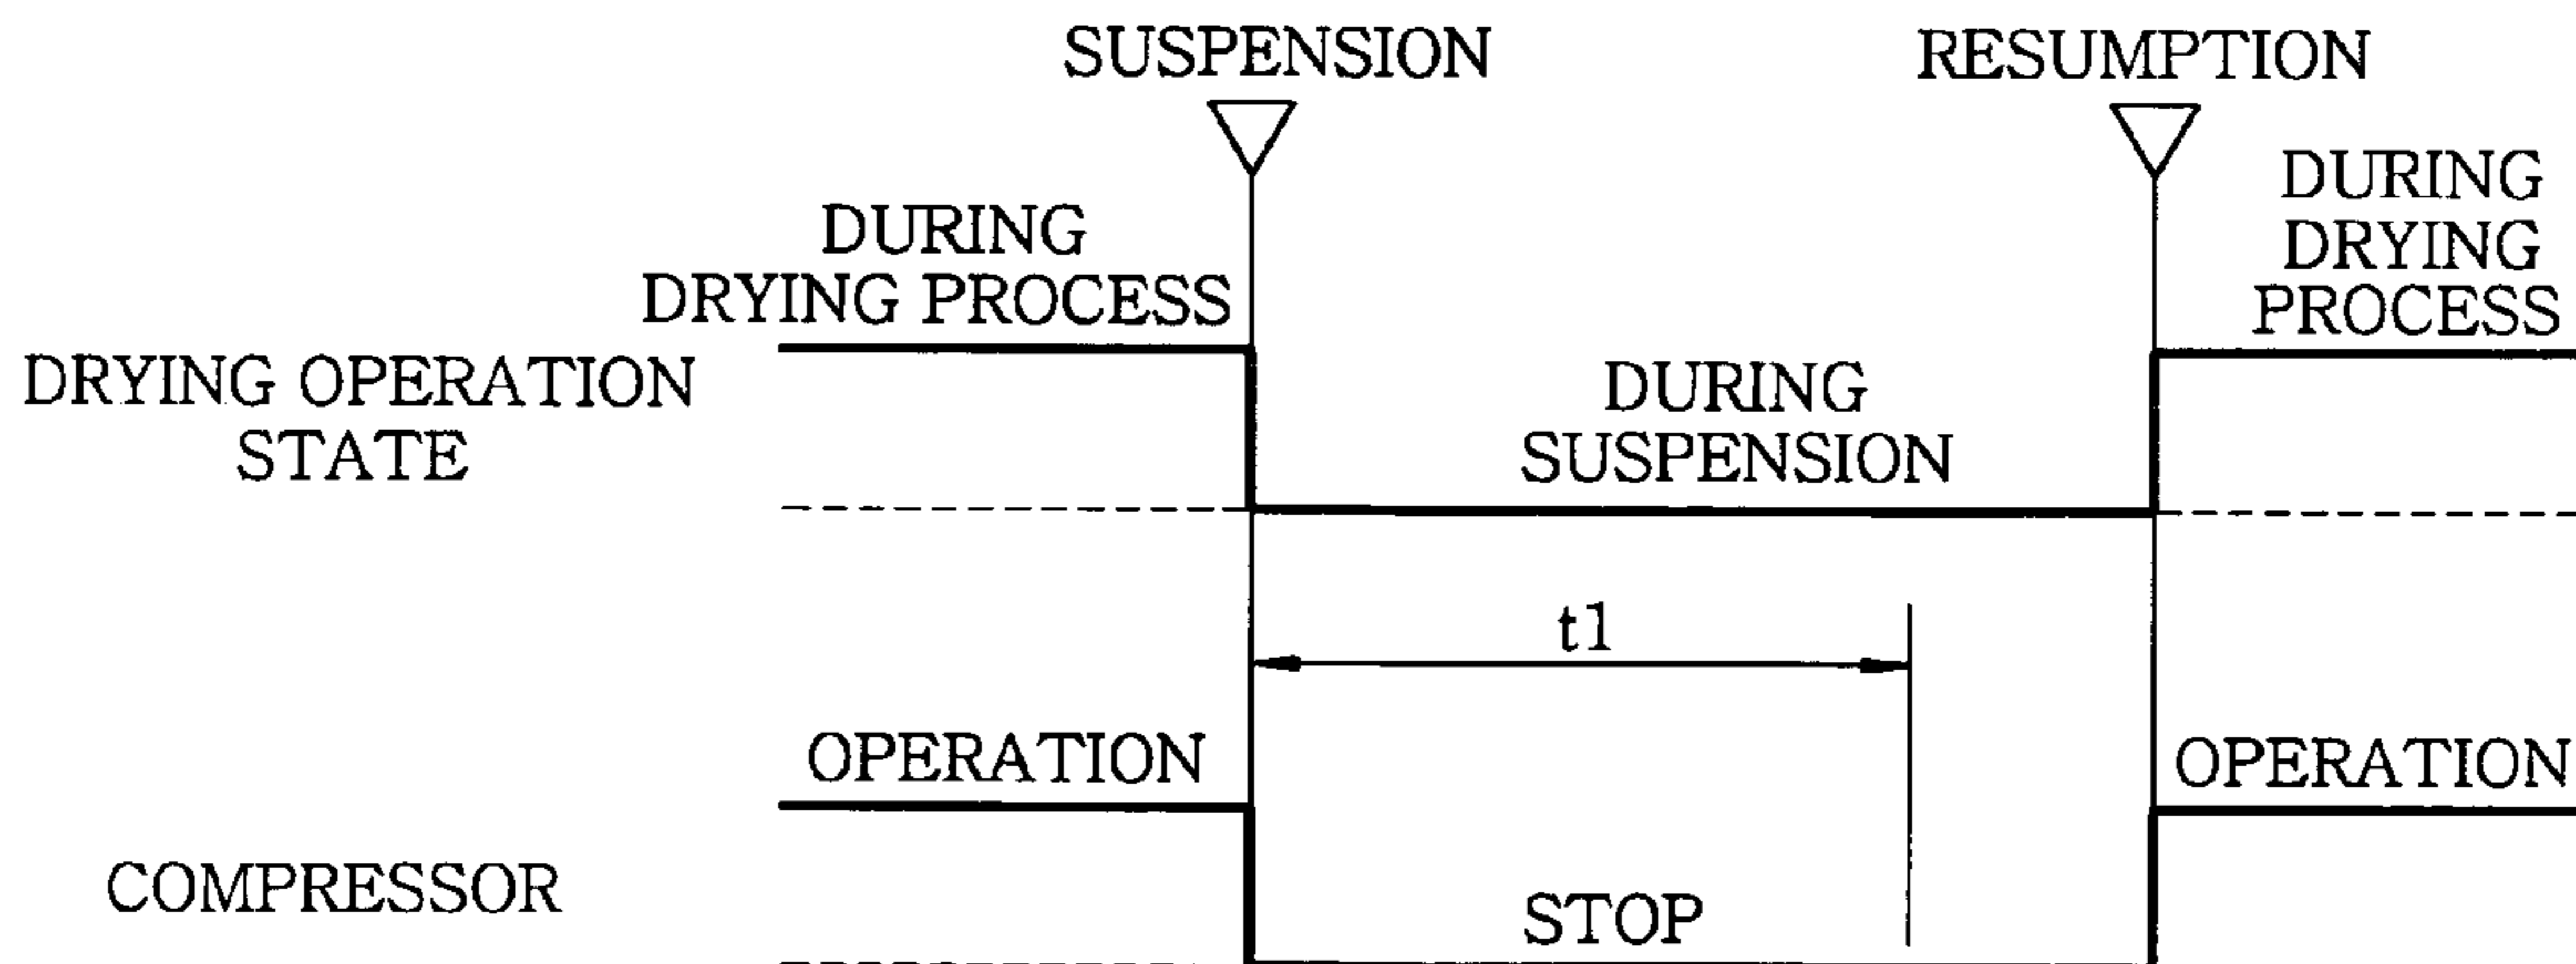 SUSPENSION
RESUMPTION
DURING
DRYING PROCESS
DURING
DRYING
PROCESS
DRYING OPERATION
STATE
DURING
SUSPENSION
t1
OPERATION
OPERATION
COMPRESSOR
STOP